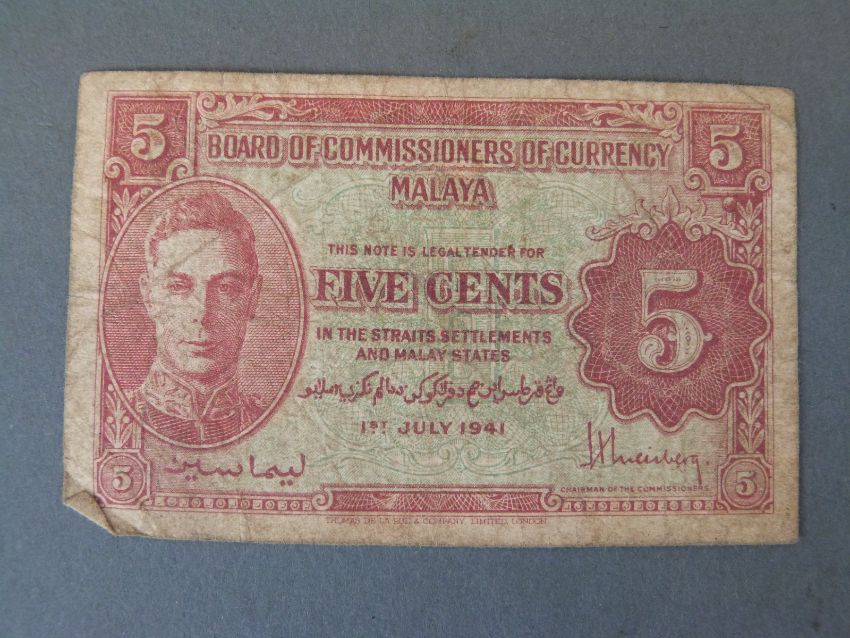 5
5
BOARD OF COMMISSIONERS OF CURRENCY
MALAYA
THIS NOTE IS LEGAL TENDER FOR
FIVE CENTS
5
IN THE STRAITS SETTLEMENTS
AND MALAY STATES
1ST JULY 1941
ليما سين
5
CHAIRMAN OF THE COMMISSIONERS.
5
THOMAS DE LA RUE & COMPANY, LIMITED, LONDON.